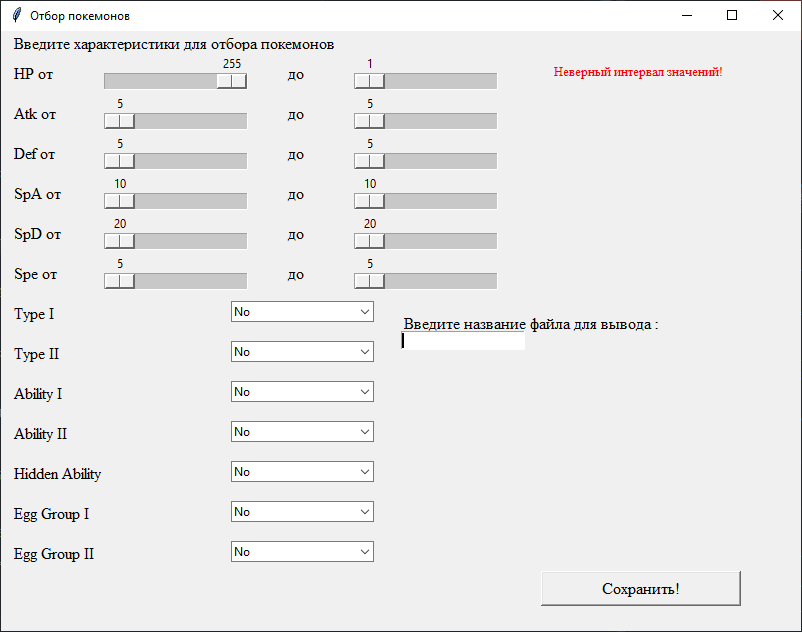 Отбор покемонов
Введите характеристики для отбора покемонов
HP от 255 до 1 Неверный интервал значений!
Atk от 5 до 5
Def от 5 до 5
SpA от 10 до 10
SpD от 20 до 20
Spe от 5 до 5
Type I No
Введите название файла для вывода :
Type II No
Ability I No
Ability II No
Hidden Ability No
Egg Group I No
Egg Group II No
Сохранить!